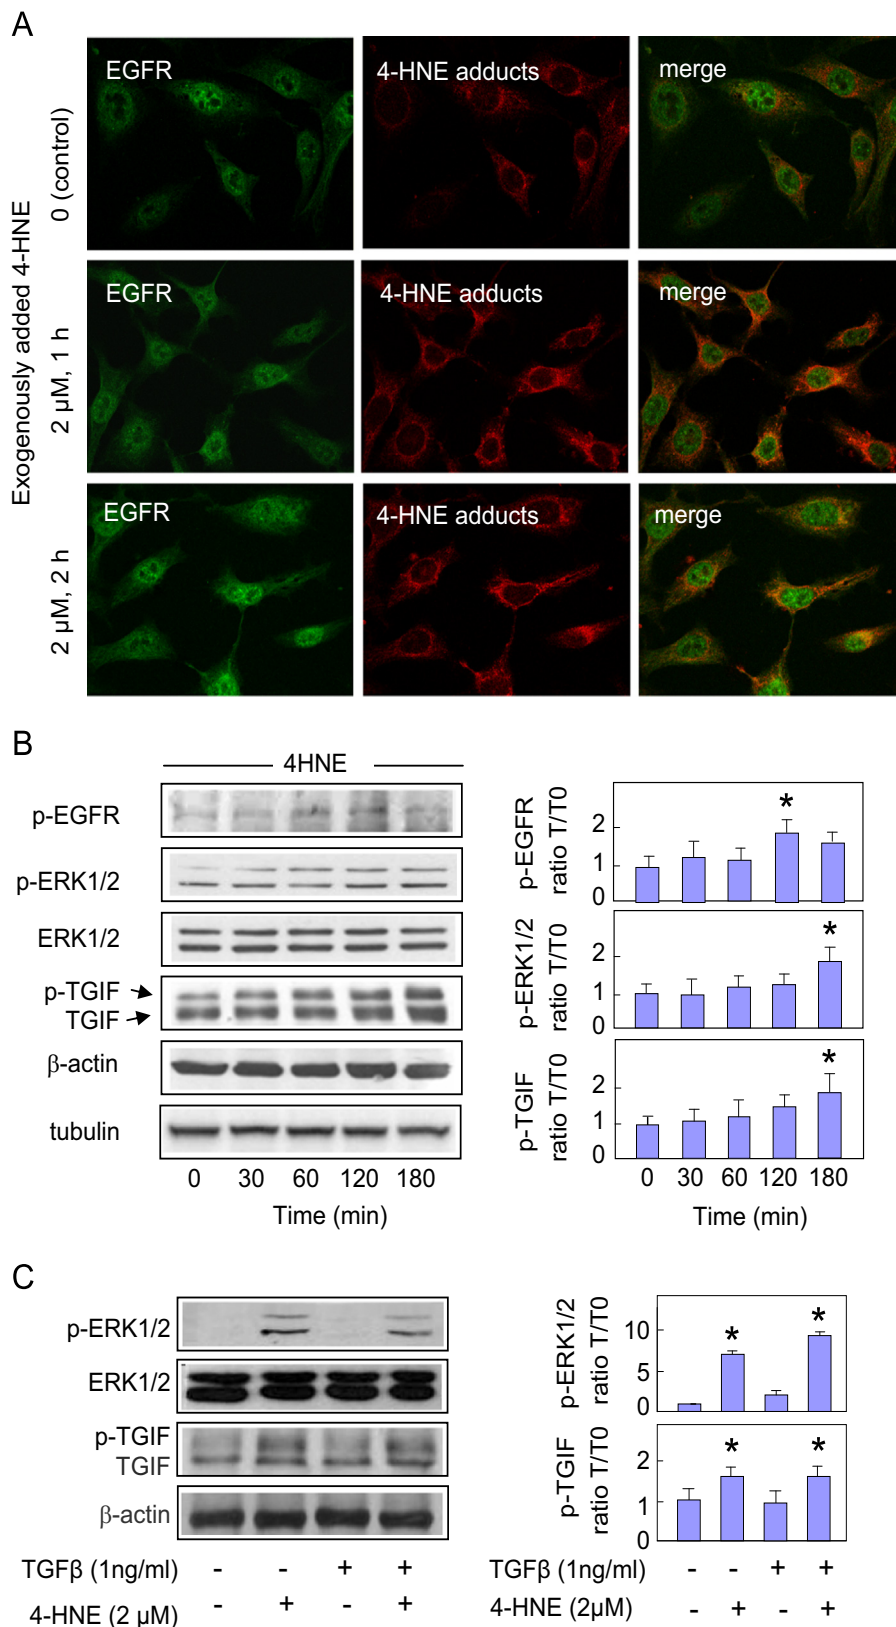 A
Exogenously added 4-HNE
0 (control)
EGFR
4-HNE adducts
merge
2 µM, 1 h
EGFR
4-HNE adducts
merge
2 µM, 2 h
EGFR
4-HNE adducts
merge
B
4HNE
p-EGFR
p-ERK1/2
ERK1/2
p-TGIF
TGIF
β-actin
tubulin
0 30 60 120 180
Time (min)
p-EGFR
ratio T/T0
2
1
0
*
p-ERK1/2
ratio T/T0
2
1
0
*
p-TGIF
ratio T/T0
2
1
0
*
0 30 60 120 180
Time (min)
C
p-ERK1/2
ERK1/2
p-TGIF
TGIF
β-actin
TGFβ (1ng/ml) - - + +
4-HNE (2 µM) - + - +
p-ERK1/2
ratio T/T0
10
5
0
* *
p-TGIF
ratio T/T0
2
1
0
* *
TGFβ (1ng/ml) - - + +
4-HNE (2µM) - + - +